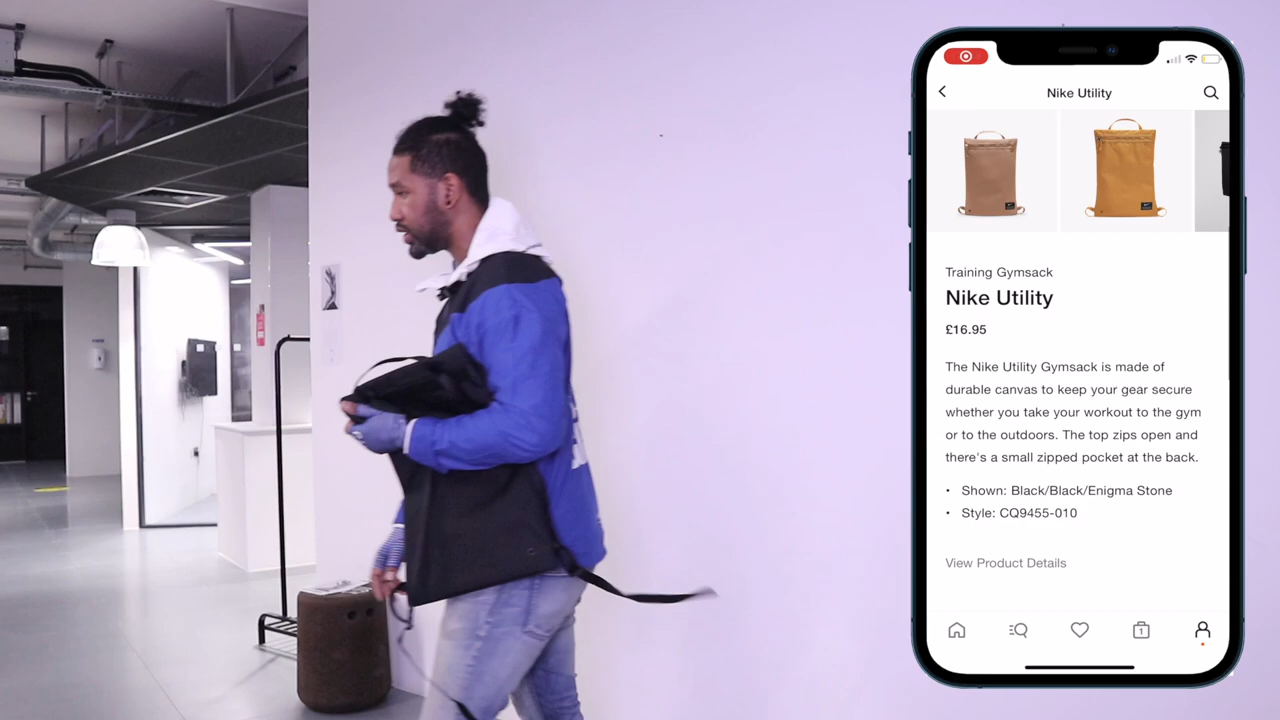 Nike Utility
Training Gymsack
Nike Utility
£16.95
The Nike Utility Gymsack is made of
durable canvas to keep your gear secure
whether you take your workout to the gym
or to the outdoors. The top zips open and
there's a small zipped pocket at the back.
• Shown: Black/Black/Enigma Stone
• Style: CQ9455-010
View Product Details
1